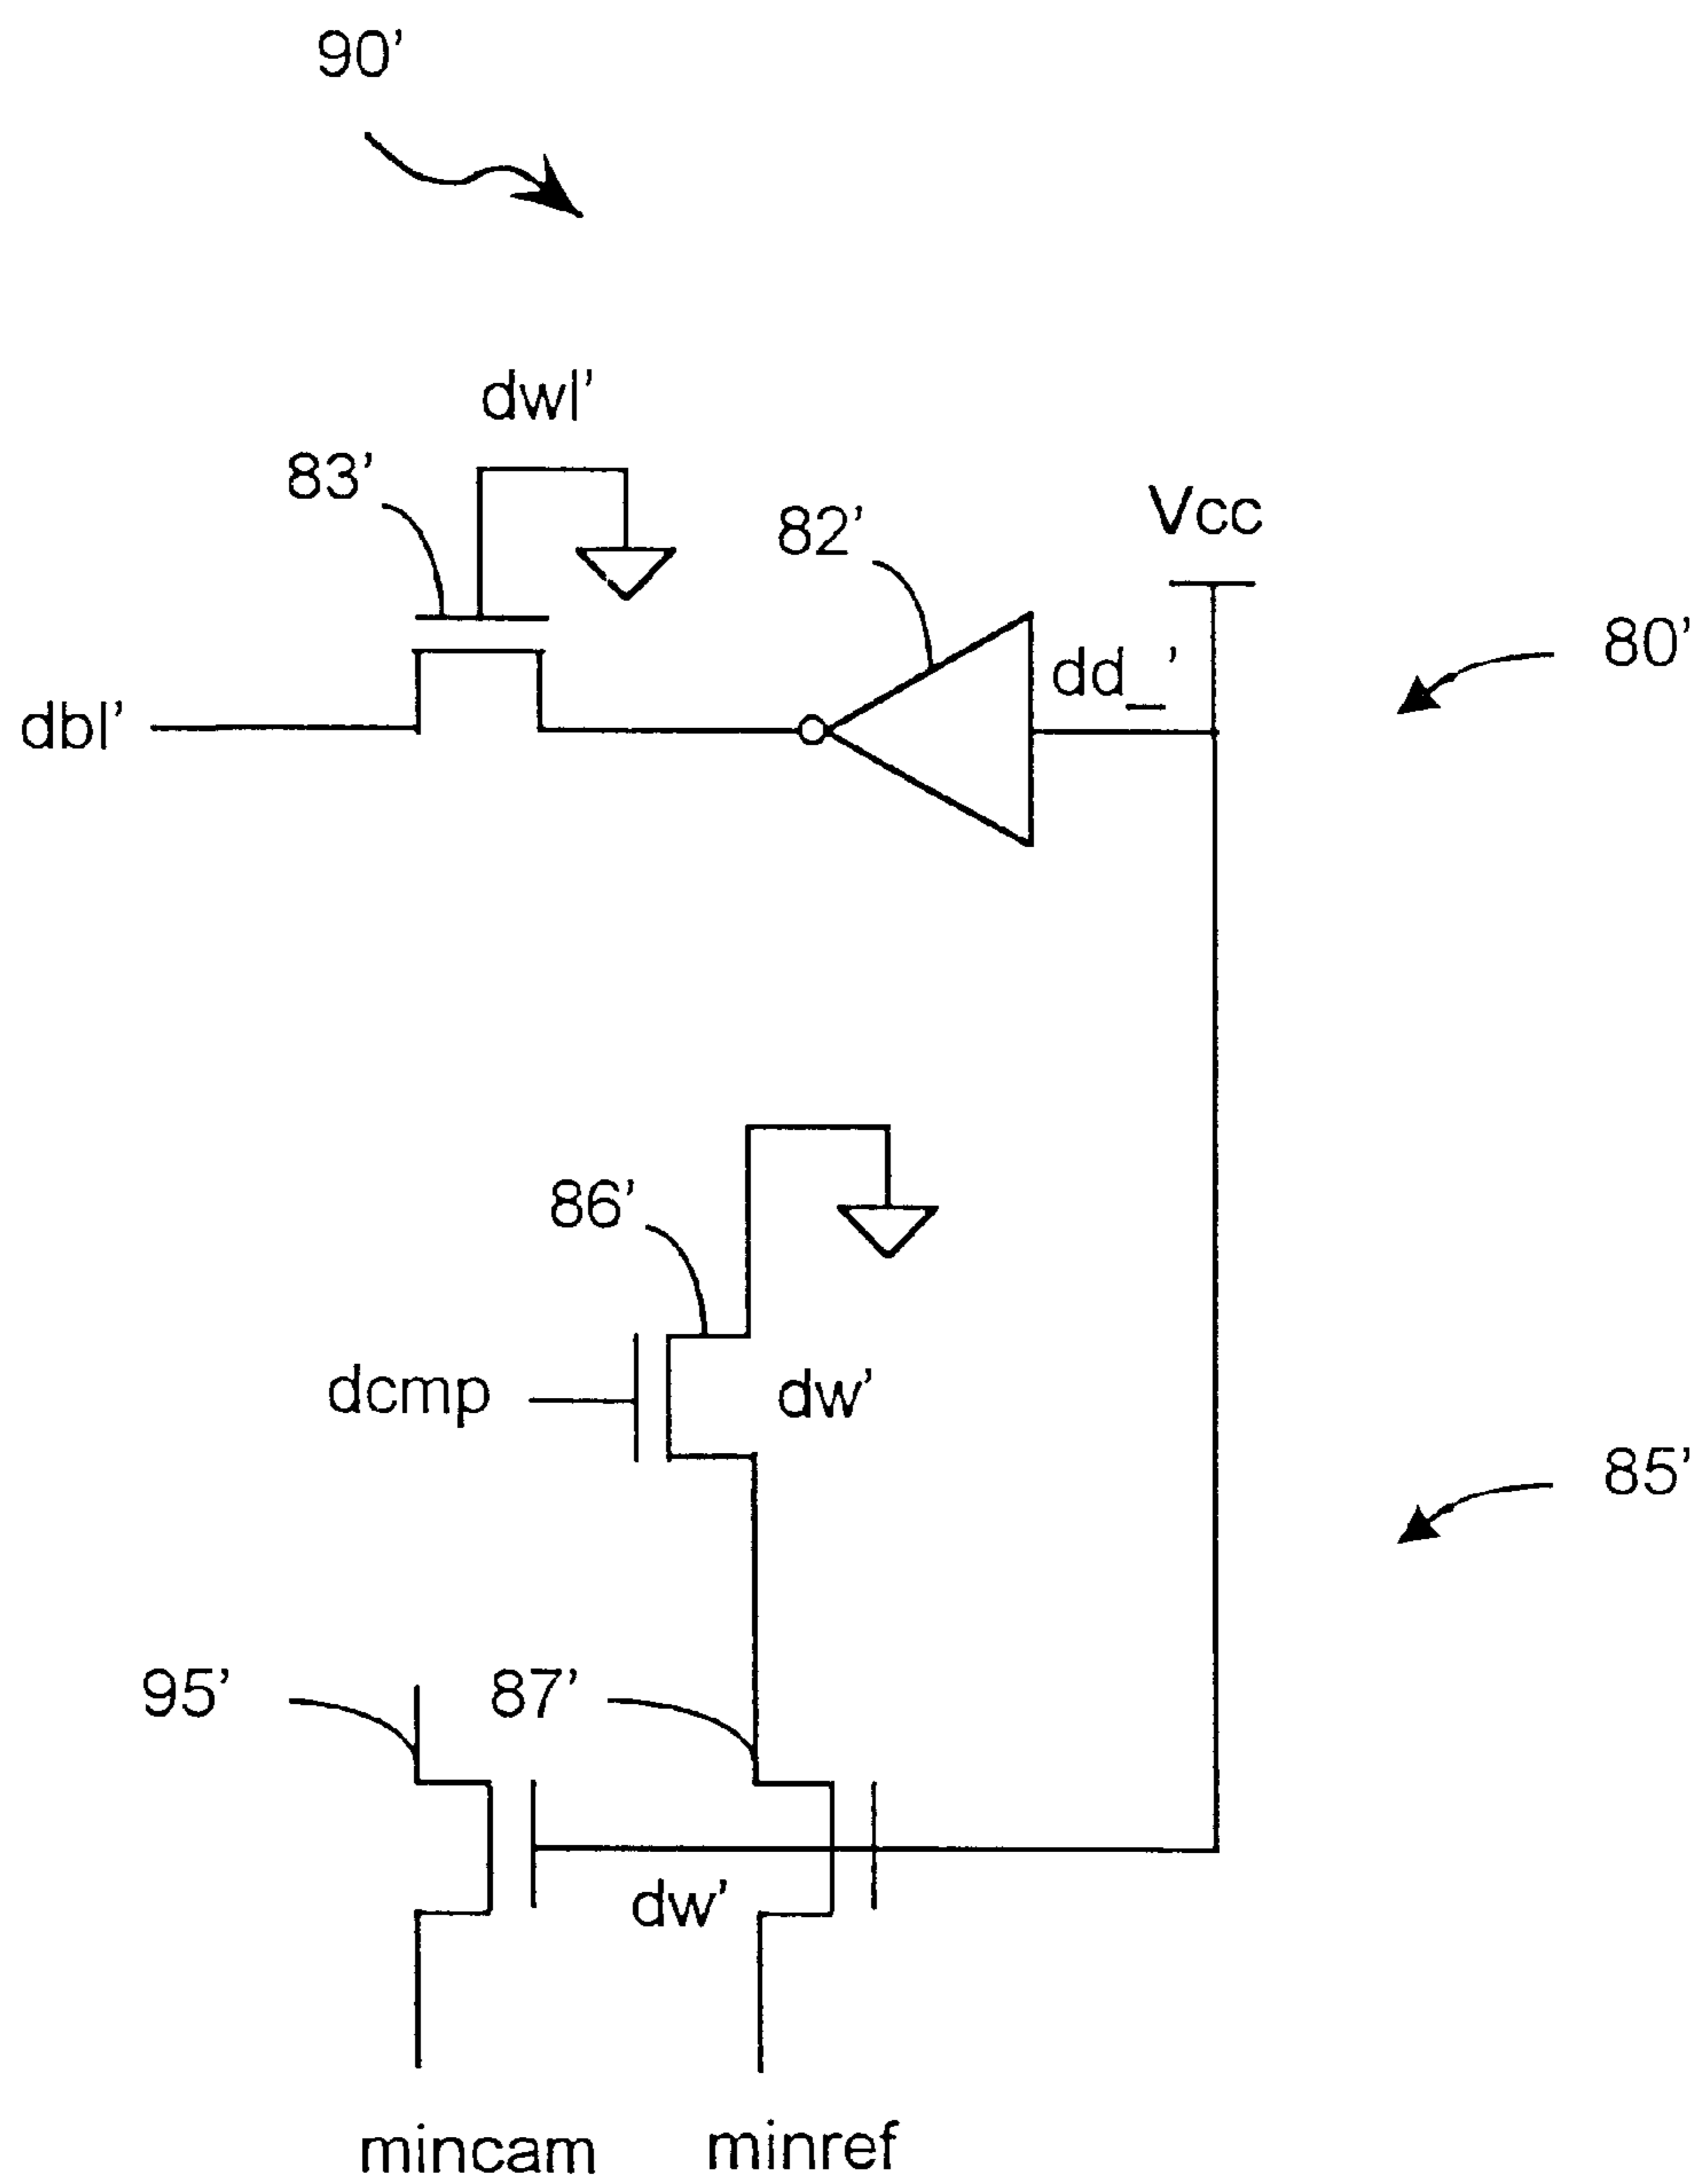 90'
dwl'
83'
82'
Vcc
80'
dd_'
dbl'
86'
dcmp
dw'
85'
95'
87'
dw'
mincam
minref